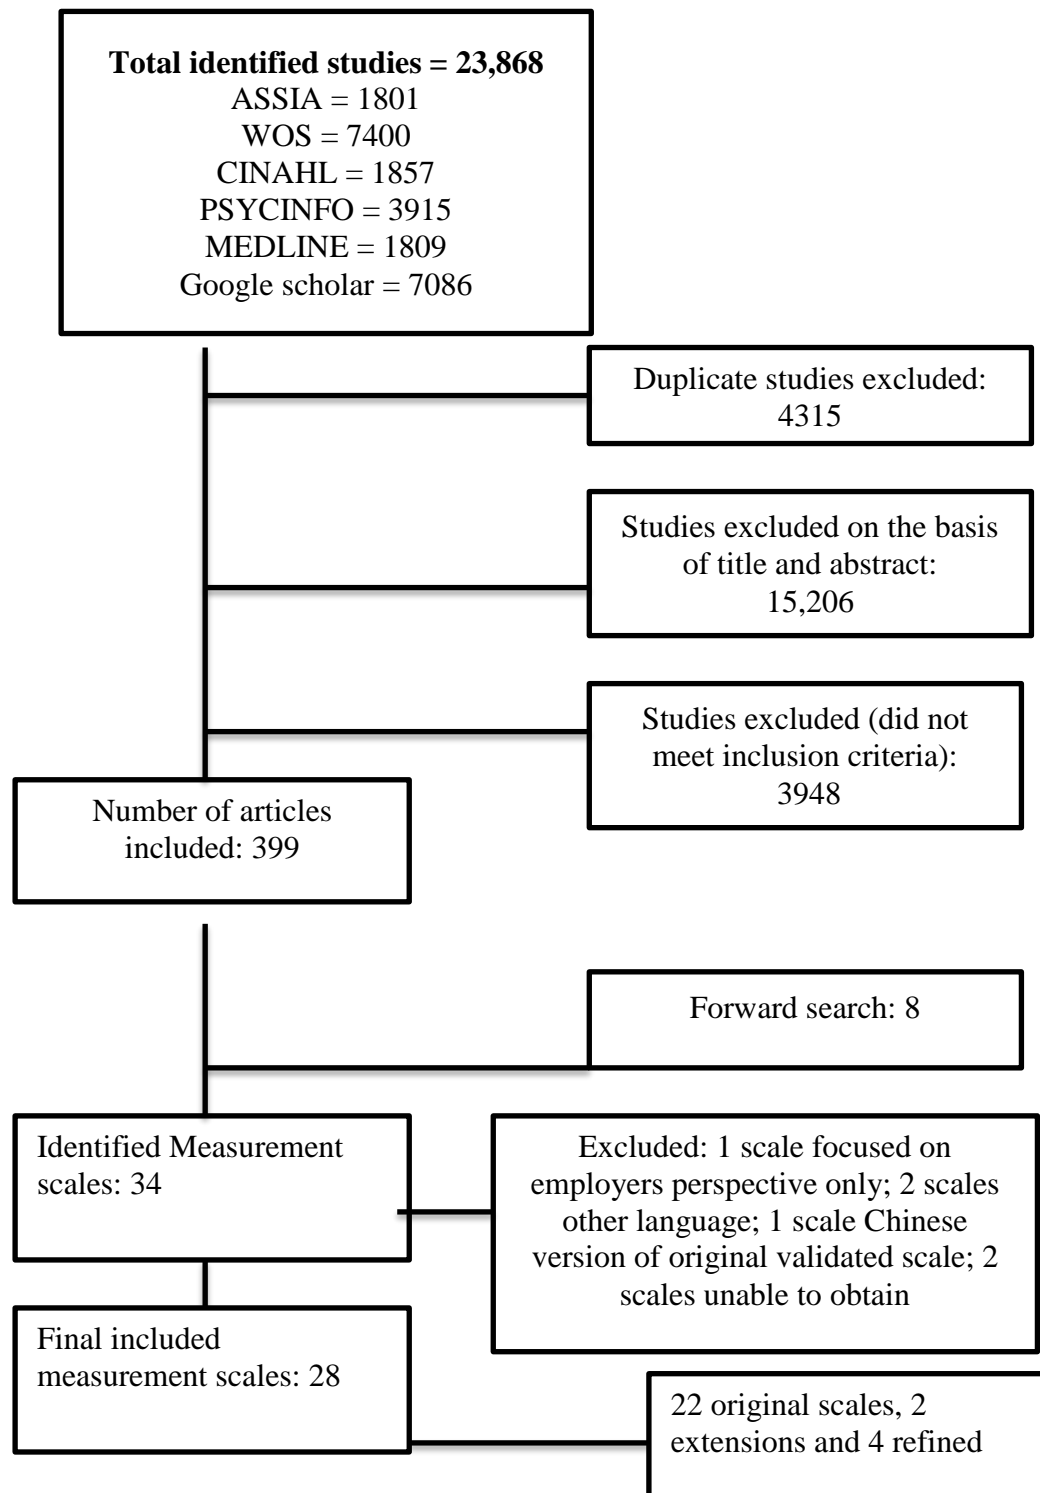 Total identified studies = 23,868
ASSIA = 1801
WOS = 7400
CINAHL = 1857
PSYCINFO = 3915
MEDLINE = 1809
Google scholar = 7086
Duplicate studies excluded:
4315
Studies excluded on the basis
of title and abstract:
15,206
Studies excluded (did not
meet inclusion criteria):
3948
Number of articles
included: 399
Forward search: 8
Identified Measurement
scales: 34
Excluded: 1 scale focused on
employers perspective only; 2 scales
other language; 1 scale Chinese
version of original validated scale; 2
scales unable to obtain
Final included
measurement scales: 28
22 original scales, 2
extensions and 4 refined